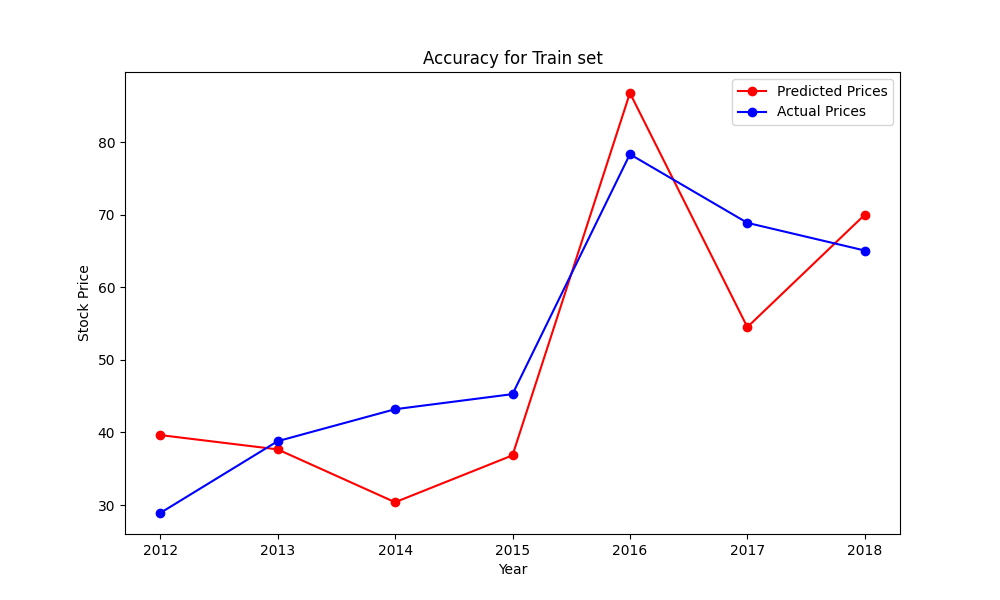 Accuracy for Train set
Predicted Prices
Actual Prices
80
70
60
50
40
30
Stock Price
2012 2013 2014 2015 2016 2017 2018
Year